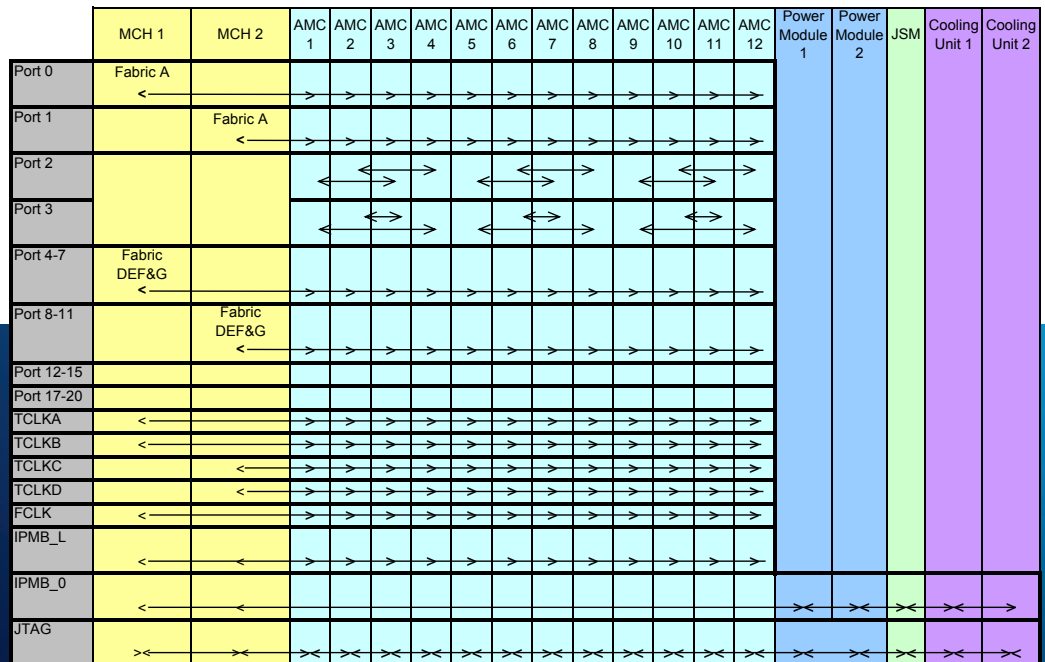 MCH 1
MCH 2
AMC 1
AMC 2
AMC 3
AMC 4
AMC 5
AMC 6
AMC 7
AMC 8
AMC 9
AMC 10
AMC 11
AMC 12
Power Module 1
Power Module 2
JSM
Cooling Unit 1
Cooling Unit 2
Port 0
Fabric A
Port 1
Fabric A
Port 2
Port 3
Port 4-7
Fabric
DEF&G
Port 8-11
Fabric
DEF&G
Port 12-15
Port 17-20
TCLKA
TCLKB
TCLKC
TCLKD
FCLK
IPMB_L
IPMB_0
JTAG